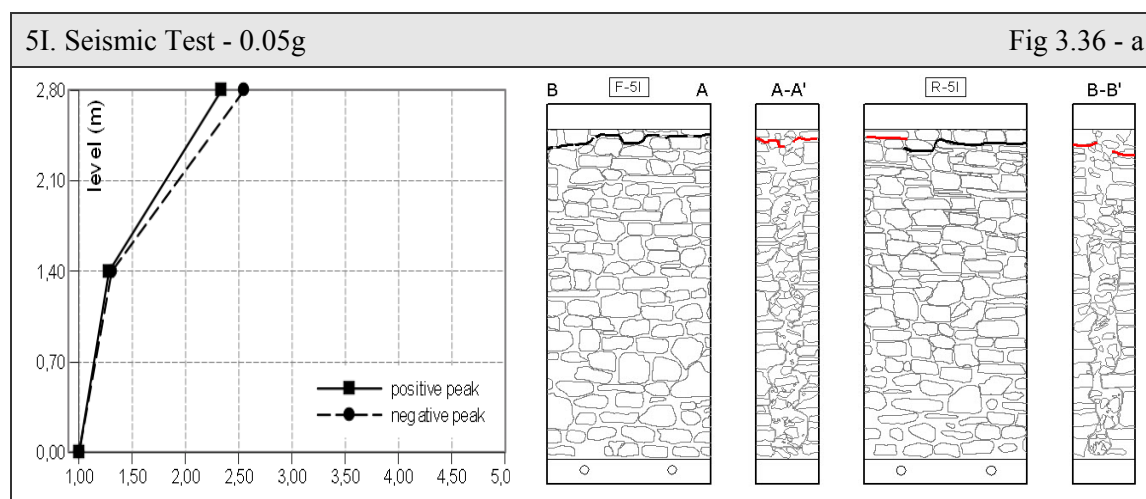 5I. Seismic Test - 0.05g Fig 3.36 - a
2,80
2,10
1,40
0,70
0,00
level (m)
positive peak
negative peak
1,00 1,50 2,00 2,50 3,00 3,50 4,00 4,50 5,0
B F-5I A
A-A'
R-5I
B-B'